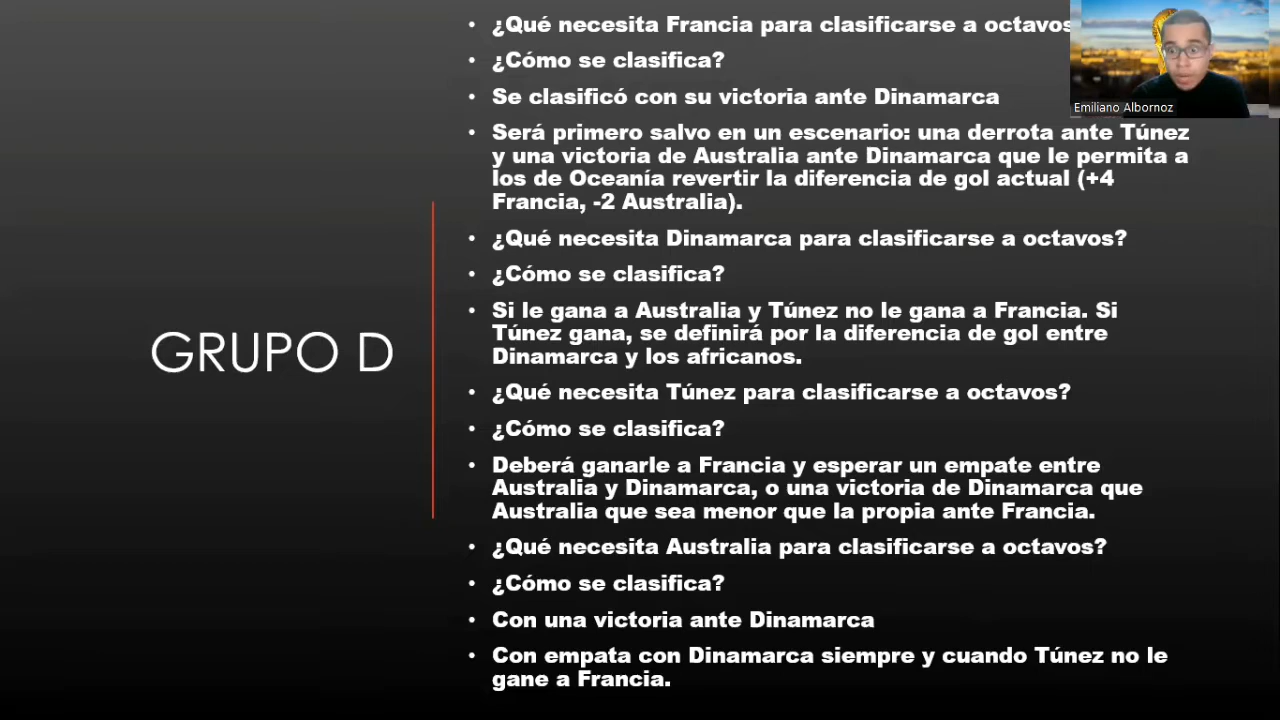 • ¿Qué necesita Francia para clasificarse a octavos
• ¿Cómo se clasifica?
• Se clasificó con su victoria ante Dinamarca
• Será primero salvo en un escenario: una derrota ante Túnez
y una victoria de Australia ante Dinamarca que le permita a
los de Oceanía revertir la diferencia de gol actual (+4
Francia, -2 Australia).
• ¿Qué necesita Dinamarca para clasificarse a octavos?
• ¿Cómo se clasifica?
• Si le gana a Australia y Túnez no le gana a Francia. Si
Túnez gana, se definirá por la diferencia de gol entre
Dinamarca y los africanos.
• ¿Qué necesita Túnez para clasificarse a octavos?
• ¿Cómo se clasifica?
• Deberá ganarle a Francia y esperar un empate entre
Australia y Dinamarca, o una victoria de Dinamarca que
Australia que sea menor que la propia ante Francia.
• ¿Qué necesita Australia para clasificarse a octavos?
• ¿Cómo se clasifica?
• Con una victoria ante Dinamarca
• Con empata con Dinamarca siempre y cuando Túnez no le
gane a Francia.
GRUPO D
Emiliano Albornoz